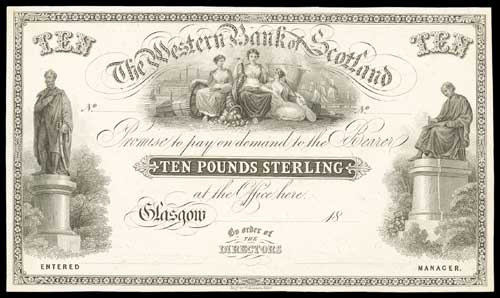 TEN TEN
The Western Bank of Scotland
No. No.
Promise to pay on demand to the Bearer
TEN POUNDS STERLING
at the Office here.
Glasgow 18
By order of
THE
DIRECTORS
ENTERED MANAGER.